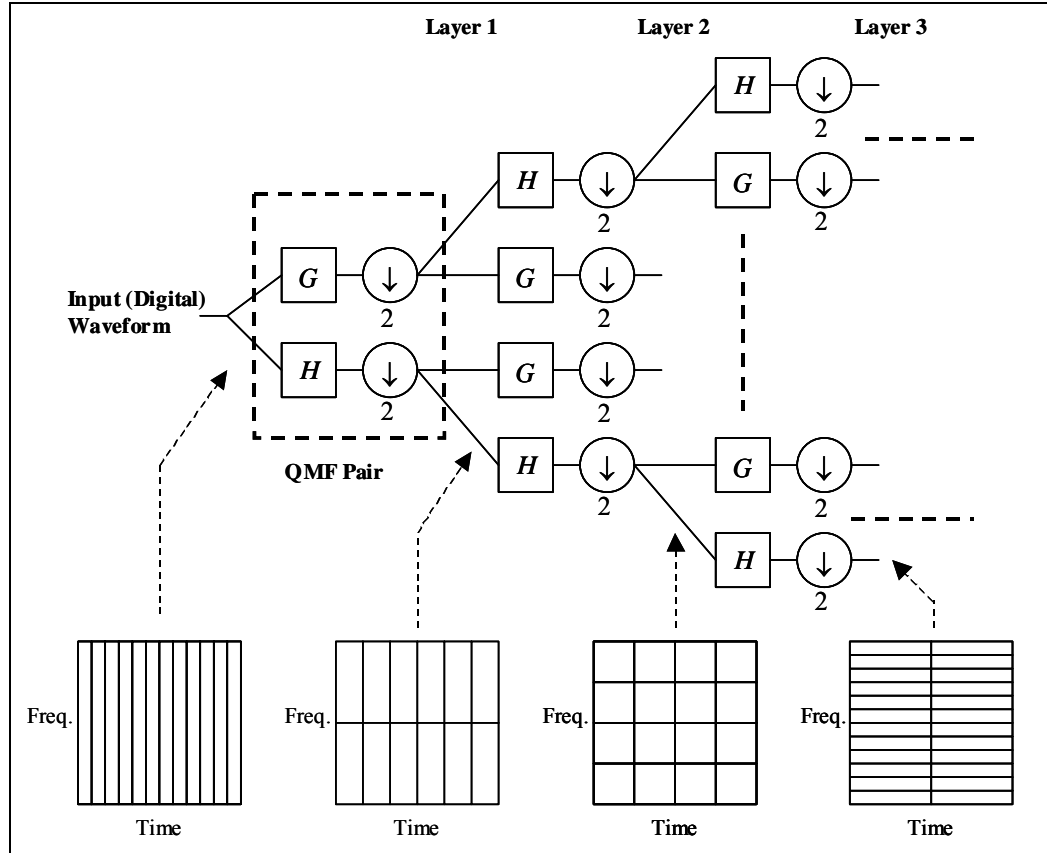 Layer 1 Layer 2 Layer 3
H ↓
2
H ↓ G ↓
2 2
G ↓ G ↓
2 2
Input (Digital)
Waveform
H ↓ G ↓
2 2
QMF Pair
H ↓ G ↓
2 2
H ↓
2
Freq. Freq. Freq. Freq.
Time Time Time Time